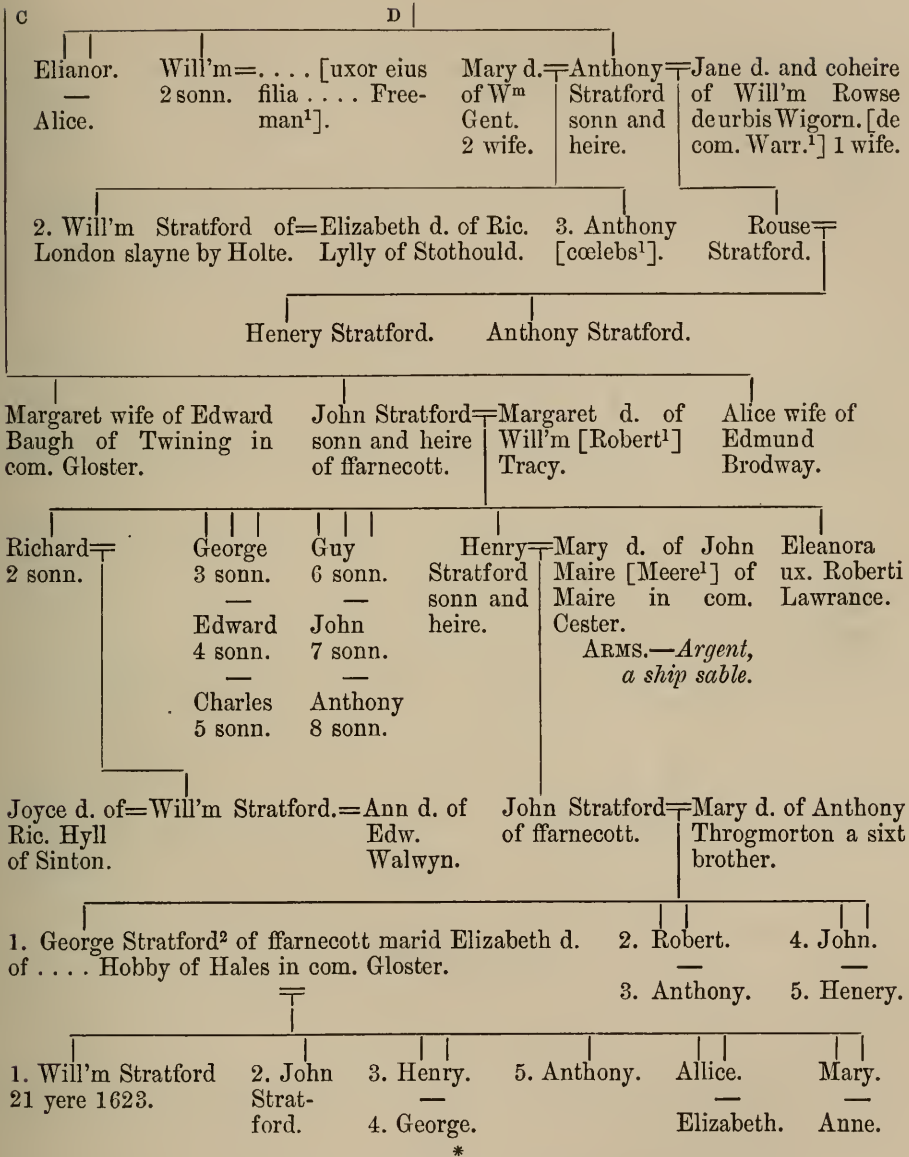 C
D
Elianor.
—
Alice.
Will'm=. . . . [uxor eius
2 sonn. filia . . . . Free-
man¹].
Mary d.
of Wᵐ
Gent.
2 wife.
Anthony
Stratford
sonn and
heire.
Jane d. and coheire
of Will'm Rowse
de urbis Wigorn. [de
com. Warr.¹] 1 wife.
2. Will'm Stratford of=Elizabeth d. of Ric.
London slayne by Holte. Lylly of Stothould.
3. Anthony
[cœlebs¹].
Rouse
Stratford.
Henery Stratford. Anthony Stratford.
Margaret wife of Edward
Baugh of Twining in
com. Gloster.
John Stratford
sonn and heire
of ffarnecott.
Margaret d. of
Will'm [Robert¹]
Tracy.
Alice wife of
Edmund
Brodway.
Richard
2 sonn.
George
3 sonn.
—
Edward
4 sonn.
—
Charles
5 sonn.
Guy
6 sonn.
—
John
7 sonn.
—
Anthony
8 sonn.
Henry
Stratford
sonn and
heire.
Mary d. of John
Maire [Meere¹] of
Maire in com.
Cester.
ARMS.—Argent,
a ship sable.
Eleanora
ux. Roberti
Lawrance.
Joyce d. of=Will'm Stratford.=Ann d. of
Ric. Hyll
of Sinton.
Edw.
Walwyn.
John Stratford
of ffarnecott.
Mary d. of Anthony
Throgmorton a sixt
brother.
1. George Stratford² of ffarnecott marid Elizabeth d.
of . . . . Hobby of Hales in com. Gloster.
2. Robert.
—
3. Anthony.
4. John.
—
5. Henery.
1. Will'm Stratford
21 yere 1623.
2. John
Strat-
ford.
3. Henry.
—
4. George.
5. Anthony.
Allice.
—
Elizabeth.
Mary.
—
Anne.
*